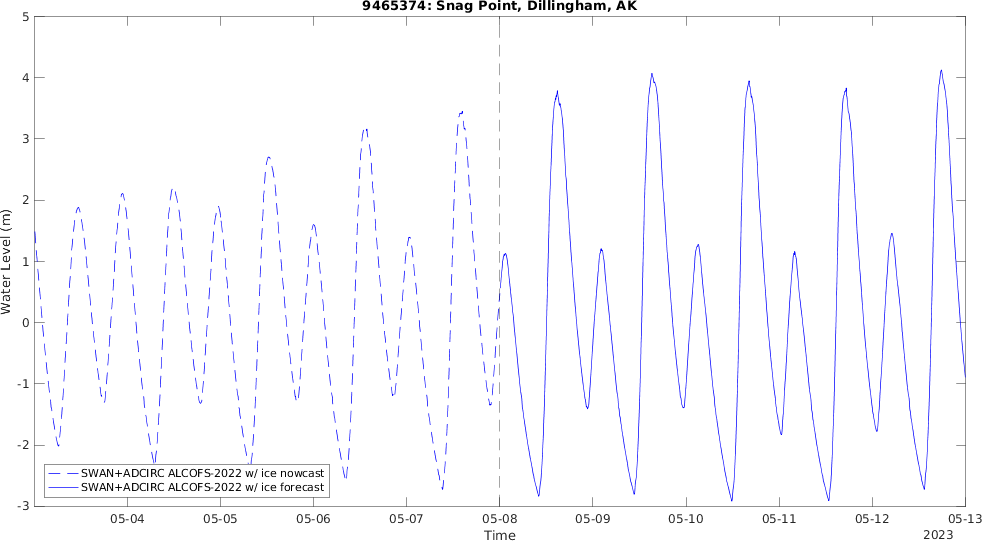 9465374: Snag Point, Dillingham, AK
Water Level (m)
5
4
3
2
1
0
-1
-2
-3
SWAN+ADCIRC ALCOFS-2022 w/ ice nowcast
SWAN+ADCIRC ALCOFS-2022 w/ ice forecast
05-04 05-05 05-06 05-07 05-08 05-09 05-10 05-11 05-12 05-13
Time
2023